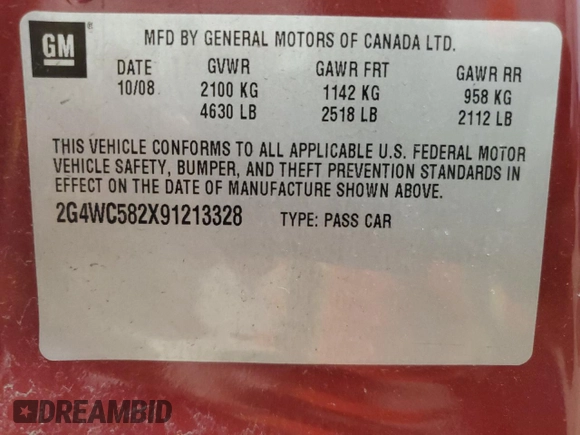 GM
MFD BY GENERAL MOTORS OF CANADA LTD.
DATE GVWR GAWR FRT GAWR RR
10/08 2100 KG 1142 KG 958 KG
4630 LB 2518 LB 2112 LB
THIS VEHICLE CONFORMS TO ALL APPLICABLE U.S. FEDERAL MOTOR
VEHICLE SAFETY, BUMPER, AND THEFT PREVENTION STANDARDS IN
EFFECT ON THE DATE OF MANUFACTURE SHOWN ABOVE.
2G4WC582X91213328 TYPE: PASS CAR
DREAMBID